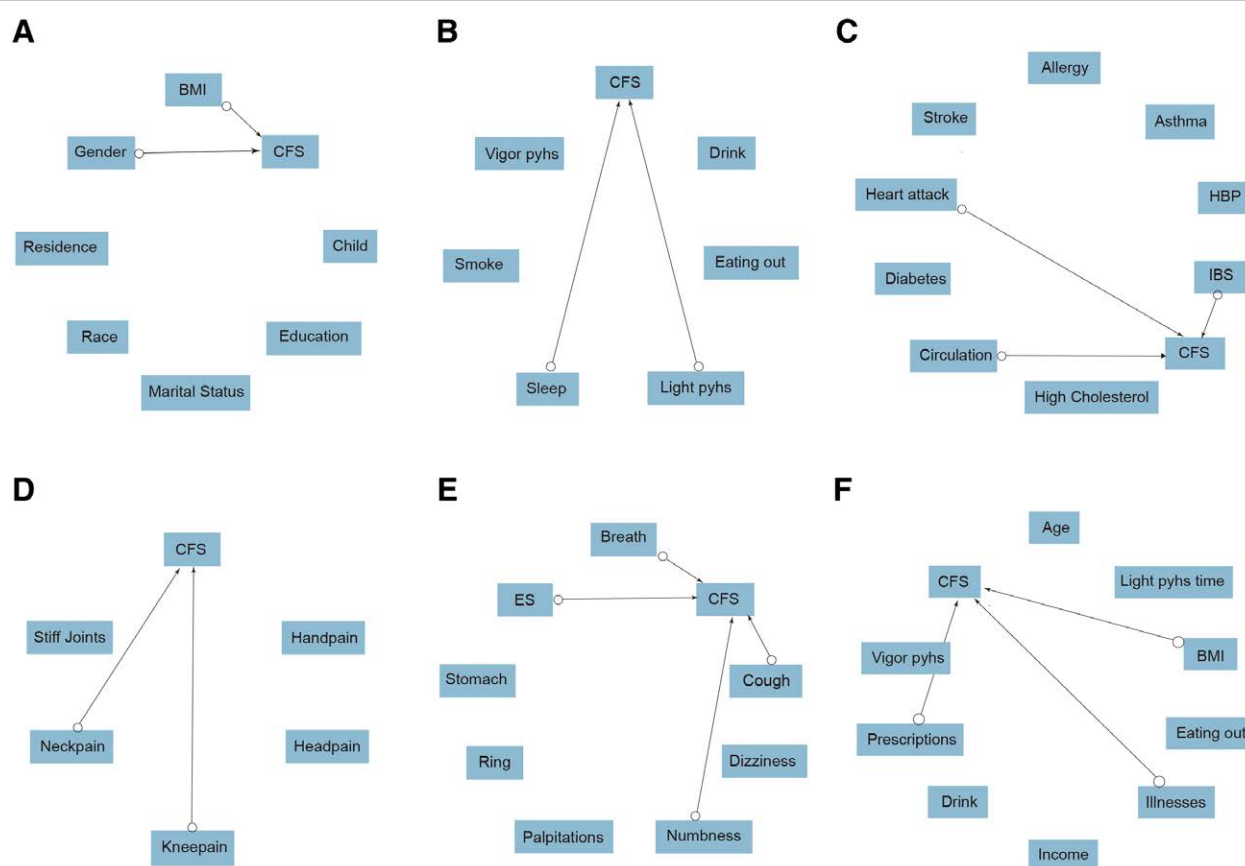 A
BMI
Gender
CFS
Residence
Child
Race
Education
Marital Status
B
CFS
Vigor pyhs
Drink
Smoke
Eating out
Sleep
Light pyhs
C
Allergy
Stroke
Asthma
Heart attack
HBP
Diabetes
IBS
Circulation
CFS
High Cholesterol
D
CFS
Stiff Joints
Handpain
Neckpain
Headpain
Kneepain
E
Breath
ES
CFS
Stomach
Cough
Ring
Dizziness
Palpitations
Numbness
F
Age
CFS
Light pyhs time
Vigor pyhs
BMI
Prescriptions
Eating out
Drink
Illnesses
Income